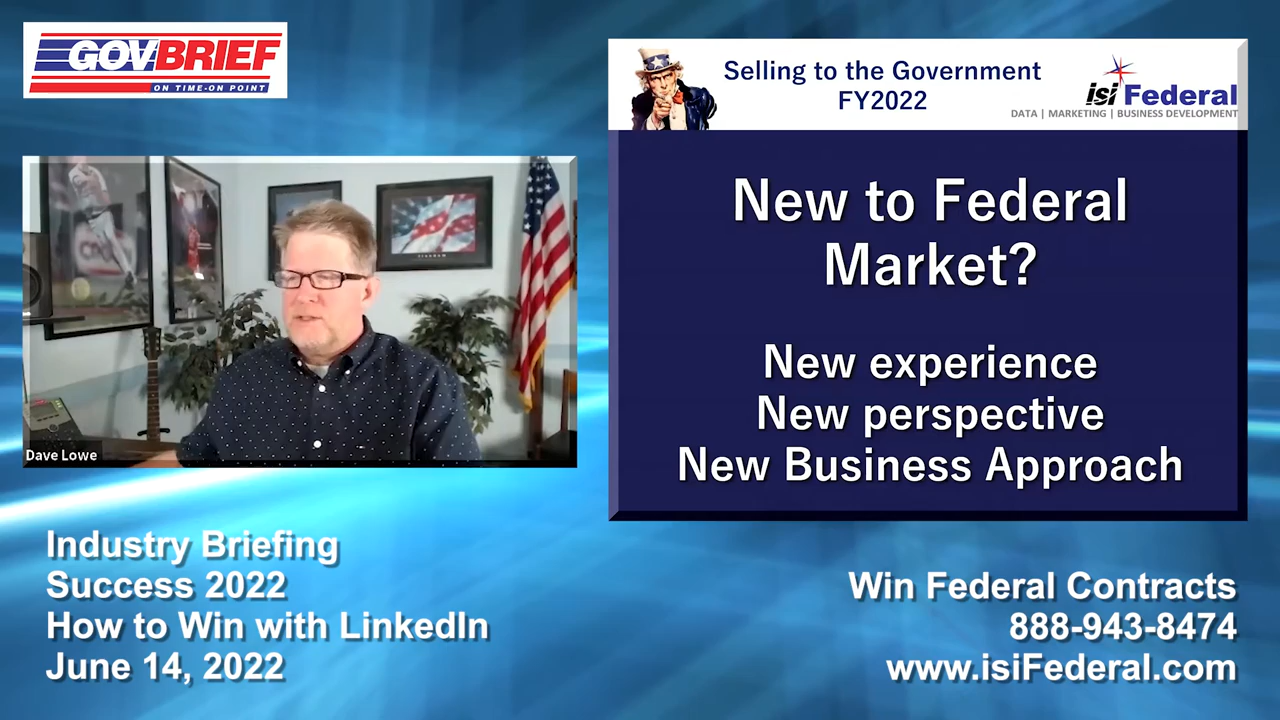 GOVBRIEF
ON TIME-ON POINT
Selling to the Government
FY2022
isi Federal
DATA | MARKETING | BUSINESS DEVELOPMENT
New to Federal
Market?
New experience
New perspective
New Business Approach
Dave Lowe
Industry Briefing
Success 2022
How to Win with LinkedIn
June 14, 2022
Win Federal Contracts
888-943-8474
www.isiFederal.com